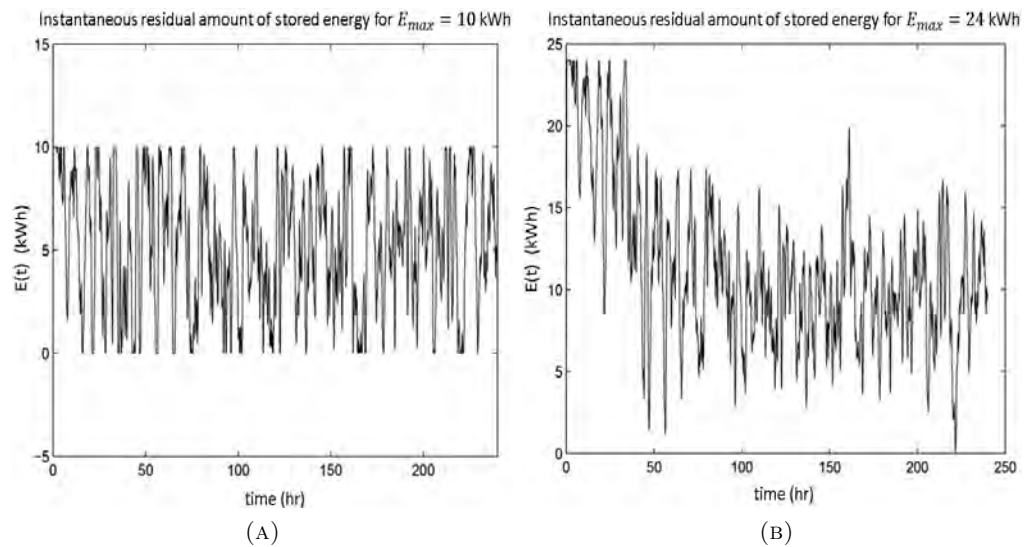 Instantaneous residual amount of stored energy for E_max = 10 kWh
15
10
5
0
−5
E(t) (kWh)
0 50 100 150 200
time (hr)
(A)
Instantaneous residual amount of stored energy for E_max = 24 kWh
25
20
15
10
5
0
E(t) (kWh)
0 50 100 150 200 250
time (hr)
(B)